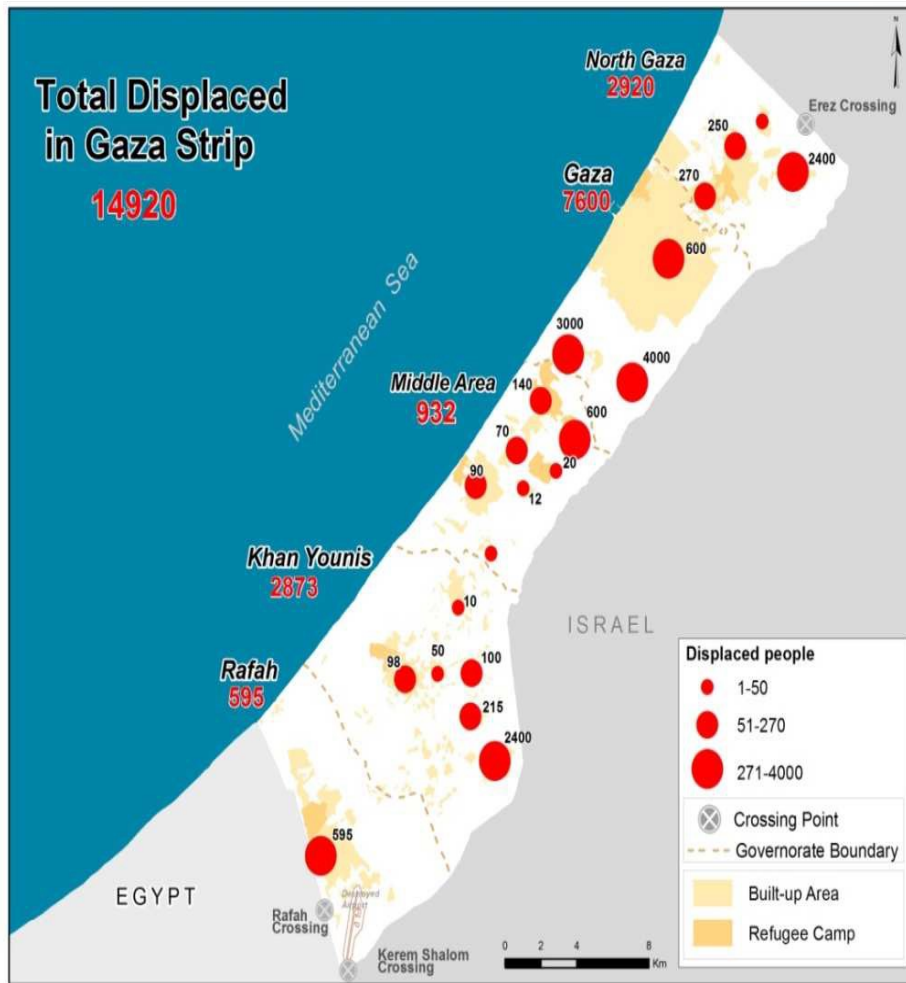 Total Displaced
in Gaza Strip
14920
N
North Gaza
2920
Erez Crossing
250
2400
270
Gaza
7600
600
Mediterranean Sea
3000
4000
Middle Area
932
140
600
70
20
90
12
Khan Younis
2873
10
ISRAEL
Rafah
595
98
50
100
215
2400
595
EGYPT
Destroyed
Airport
Rafah
Crossing
Kerem Shalom
Crossing
0 2 4 8
Km
Displaced people
1-50
51-270
271-4000
Crossing Point
Governorate Boundary
Built-up Area
Refugee Camp